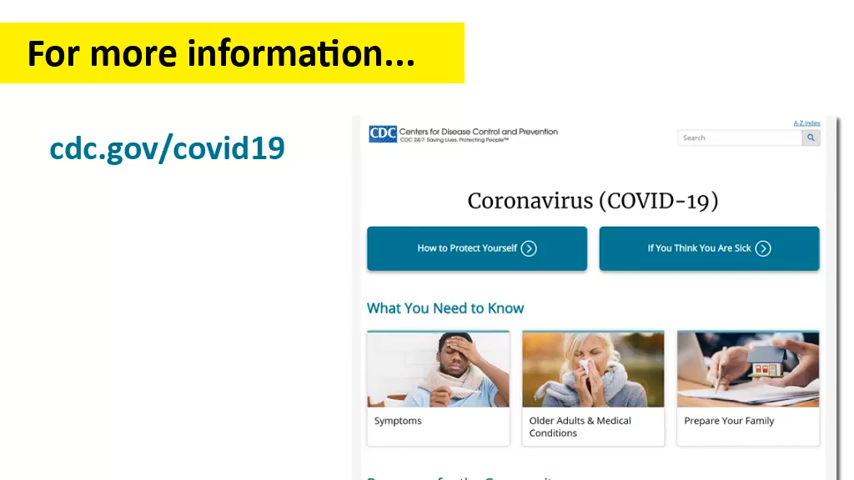 For more information...
cdc.gov/covid19
CDC Centers for Disease Control and Prevention
CDC 24/7: Saving Lives, Protecting People™
A-Z Index
Search
Coronavirus (COVID-19)
How to Protect Yourself
If You Think You Are Sick
What You Need to Know
Symptoms
Older Adults & Medical
Conditions
Prepare Your Family